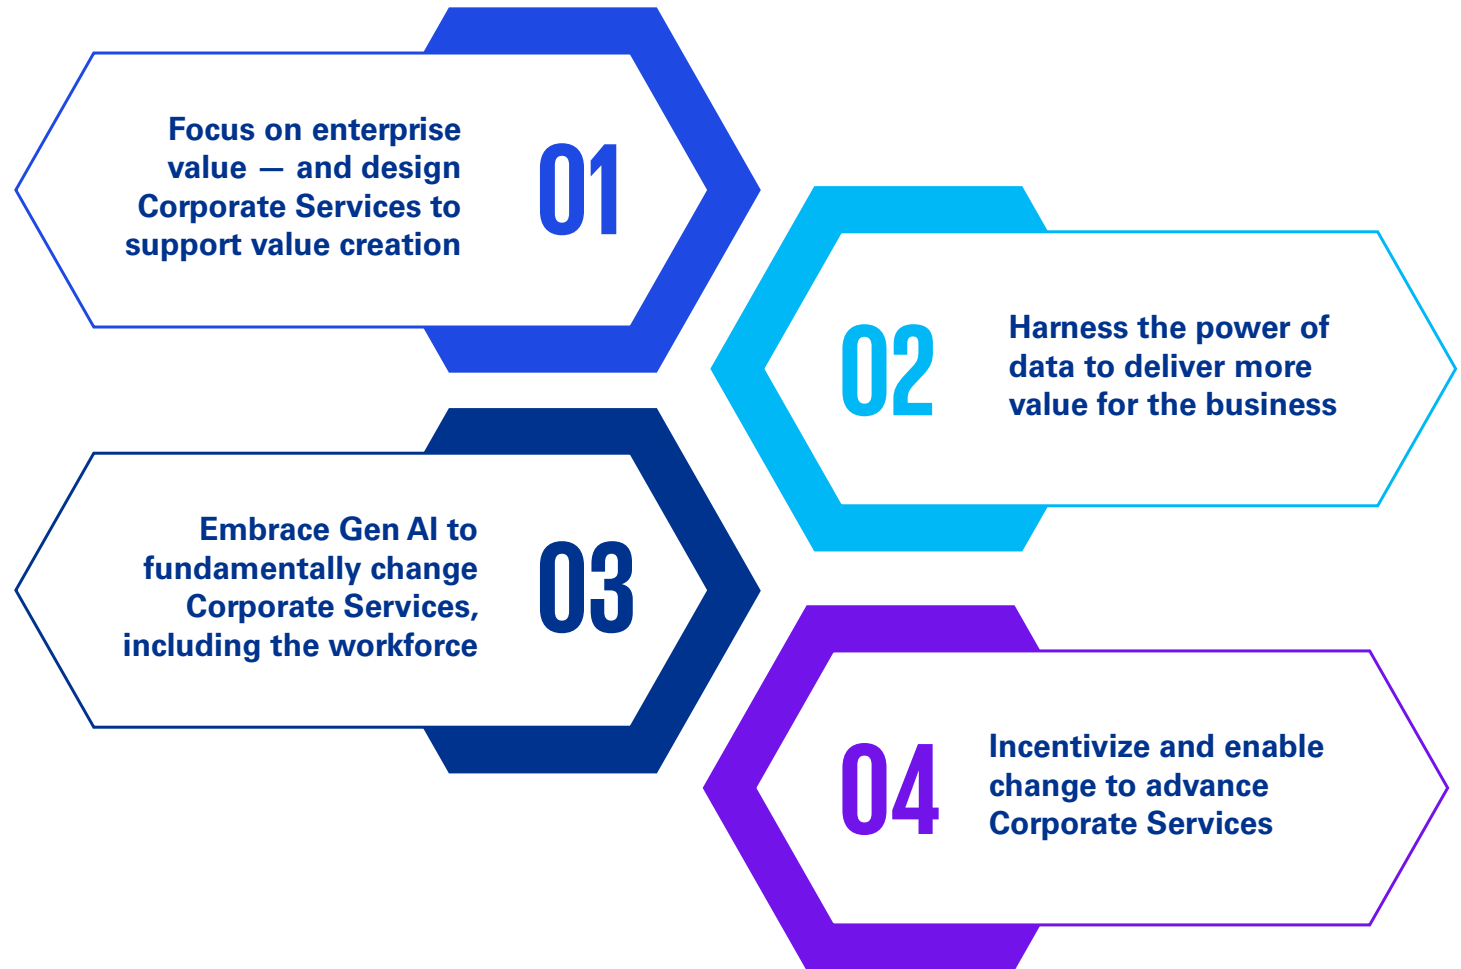 Focus on enterprise
value — and design
Corporate Services to
support value creation
01
02
Harness the power of
data to deliver more
value for the business
Embrace Gen AI to
fundamentally change
Corporate Services,
including the workforce
03
04
Incentivize and enable
change to advance
Corporate Services